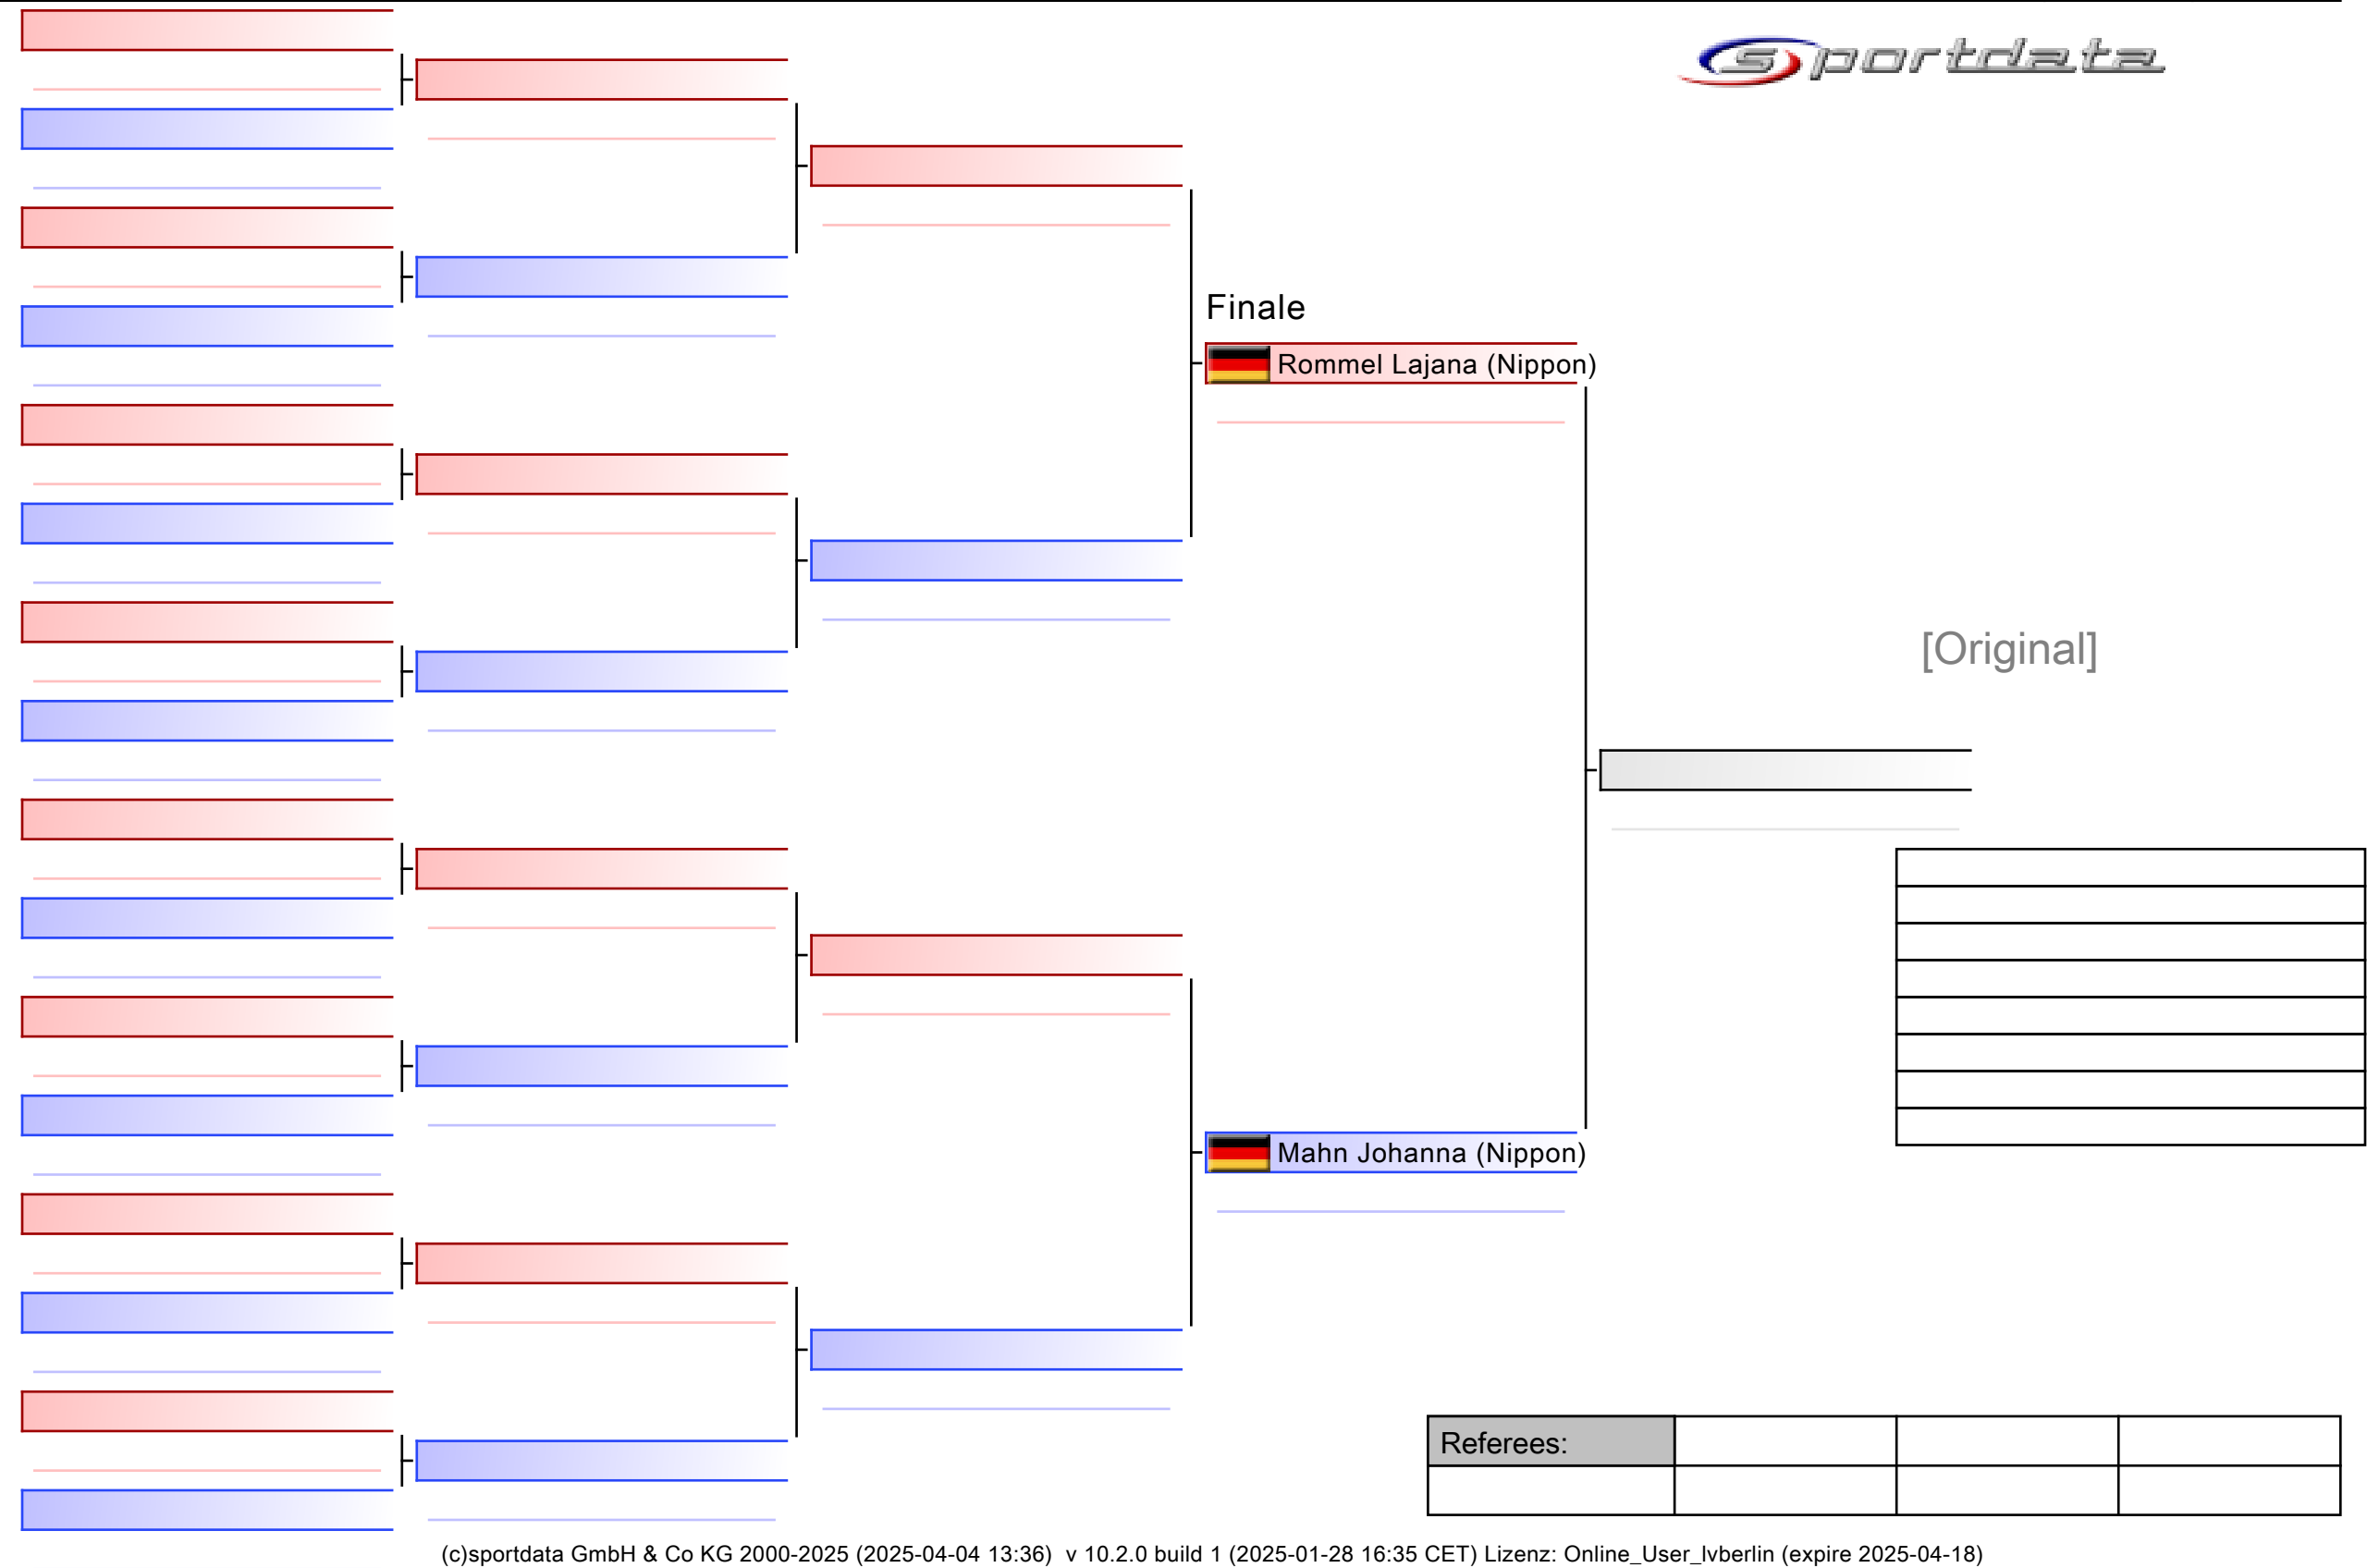 sportdata
Finale
Rommel Lajana (Nippon)
[Original]
Mahn Johanna (Nippon)
Referees:
(c)sportdata GmbH & Co KG 2000-2025 (2025-04-04 13:36)  v 10.2.0 build 1 (2025-01-28 16:35 CET) Lizenz: Online_User_lvberlin (expire 2025-04-18)